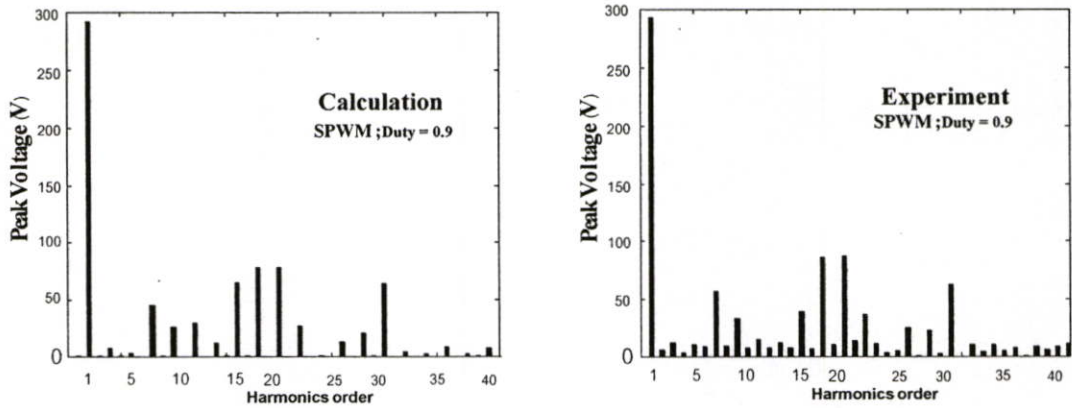 300
250
200
150
100
50
0
Peak Voltage (V)
Calculation
SPWM ;Duty = 0.9
1 5 10 15 20 25 30 35 40
Harmonics order
300
250
200
150
100
50
0
Peak Voltage (V)
Experiment
SPWM ;Duty = 0.9
1 5 10 15 20 25 30 35 40
Harmonics order